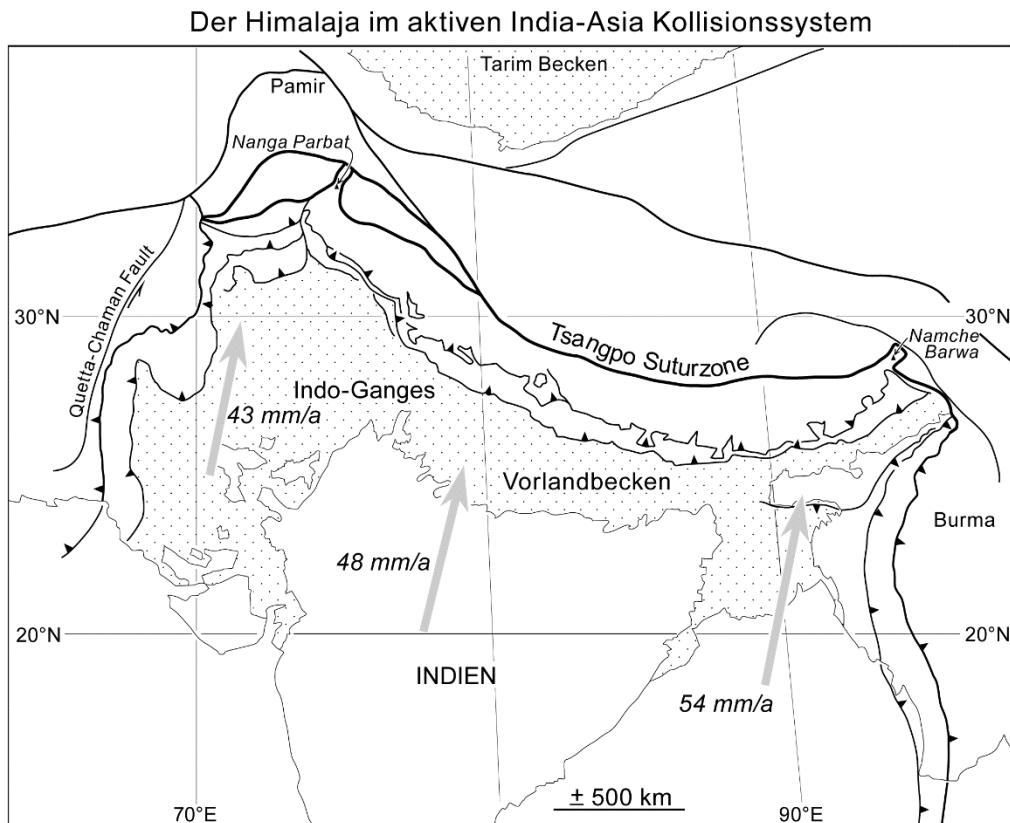 Der Himalaja im aktiven India-Asia Kollisionssystem
Tarim Becken
Pamir
Nanga Parbat
Quetta-Chaman Fault
30°N
30°N
Tsangpo Suturzone
Namche
Barwa
Indo-Ganges
43 mm/a
Vorlandbecken
Burma
48 mm/a
20°N
20°N
INDIEN
54 mm/a
± 500 km
70°E
90°E